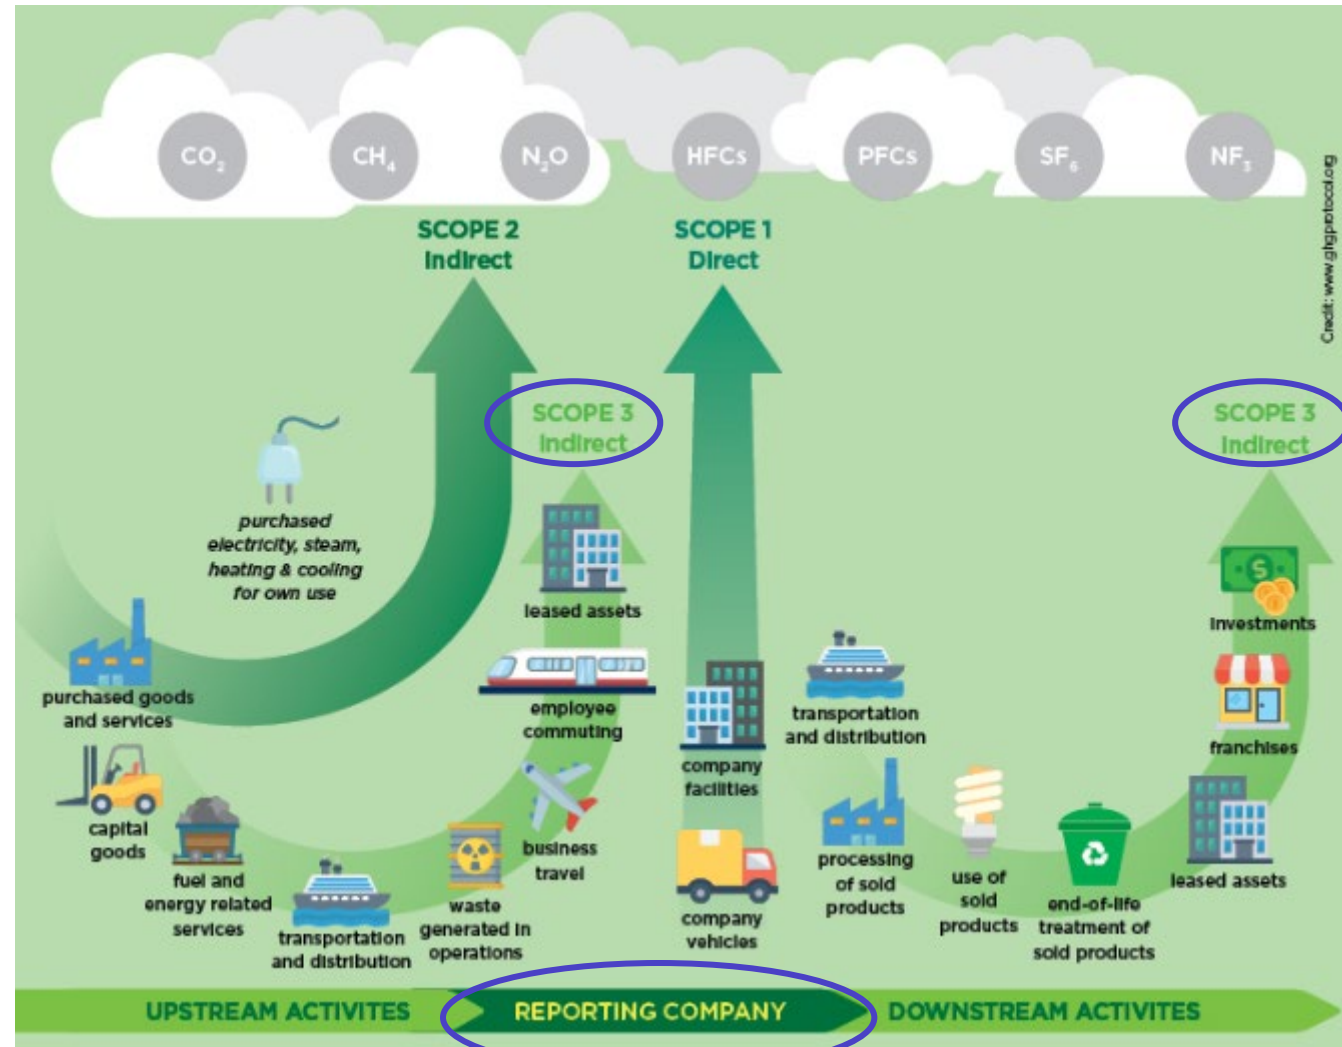 CO₂
CH₄
N₂O
HFCs
PFCs
SF₆
NF₃
Credit: www.ghgprotocol.org
SCOPE 2
Indirect
SCOPE 1
Direct
SCOPE 3
Indirect
SCOPE 3
Indirect
purchased
electricity, steam,
heating & cooling
for own use
purchased goods
and services
capital
goods
fuel and
energy related
services
transportation
and distribution
waste
generated in
operations
business
travel
employee
commuting
leased assets
company
facilities
company
vehicles
transportation
and distribution
processing
of sold
products
use of
sold
products
end-of-life
treatment of
sold products
leased assets
franchises
investments
UPSTREAM ACTIVITES
REPORTING COMPANY
DOWNSTREAM ACTIVITES